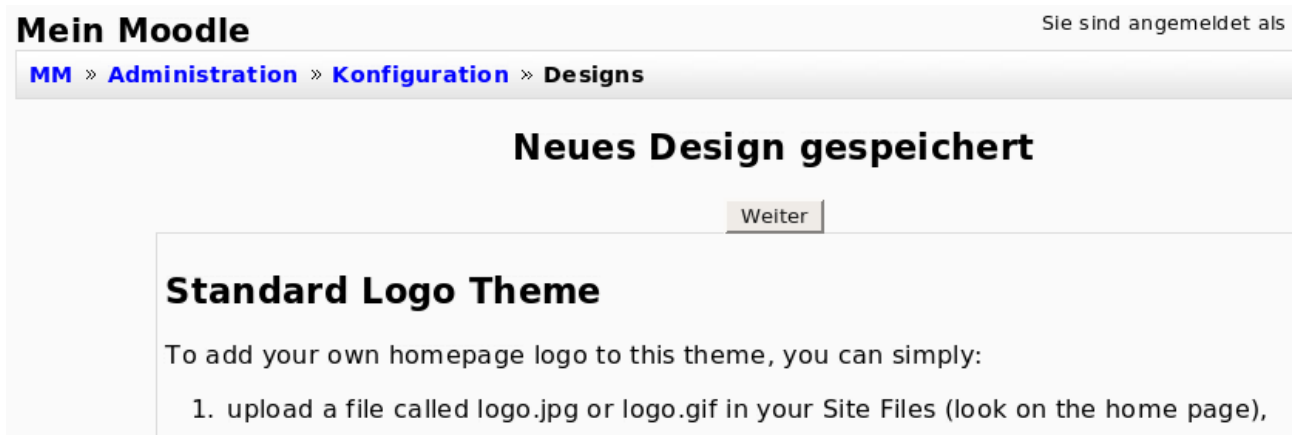 Mein Moodle
Sie sind angemeldet als
MM » Administration » Konfiguration » Designs
Neues Design gespeichert
Weiter
Standard Logo Theme
To add your own homepage logo to this theme, you can simply:
1. upload a file called logo.jpg or logo.gif in your Site Files (look on the home page),